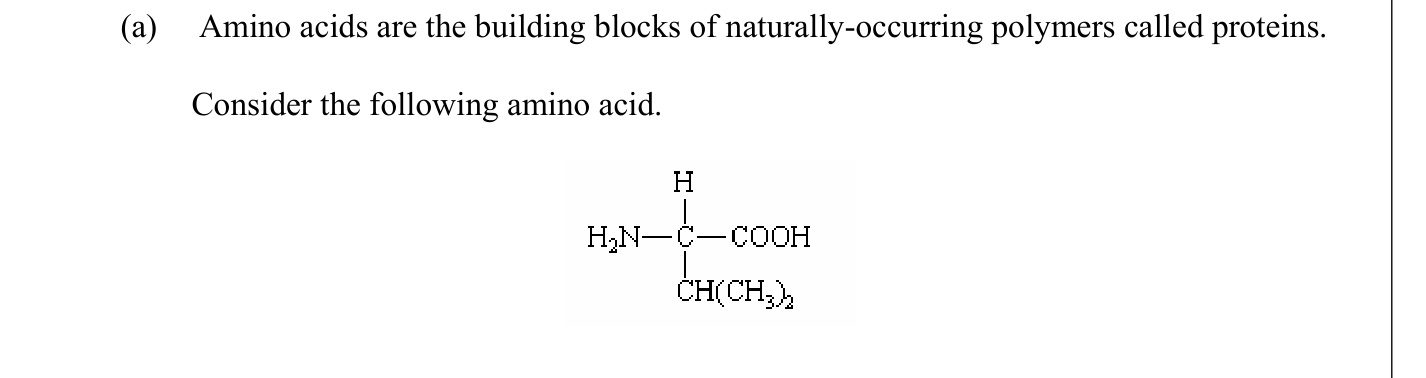 (a) Amino acids are the building blocks of naturally-occurring polymers called proteins.
Consider the following amino acid.
H
H₂N—C—COOH
CH(CH₃)₂